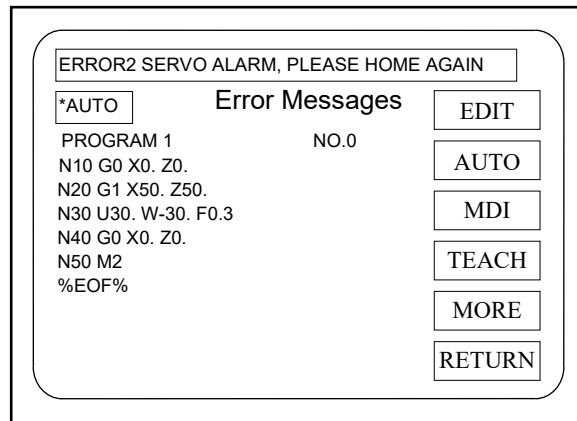 ERROR2 SERVO ALARM, PLEASE HOME AGAIN
*AUTO
Error Messages
PROGRAM 1 NO.0
N10 G0 X0. Z0.
N20 G1 X50. Z50.
N30 U30. W-30. F0.3
N40 G0 X0. Z0.
N50 M2
%EOF%
EDIT
AUTO
MDI
TEACH
MORE
RETURN